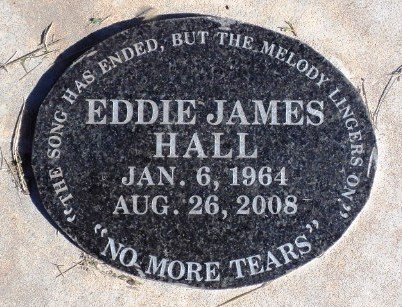 "THE SONG HAS ENDED, BUT THE MELODY LINGERS ON"
EDDIE JAMES
HALL
JAN. 6, 1964
AUG. 26, 2008
"NO MORE TEARS"